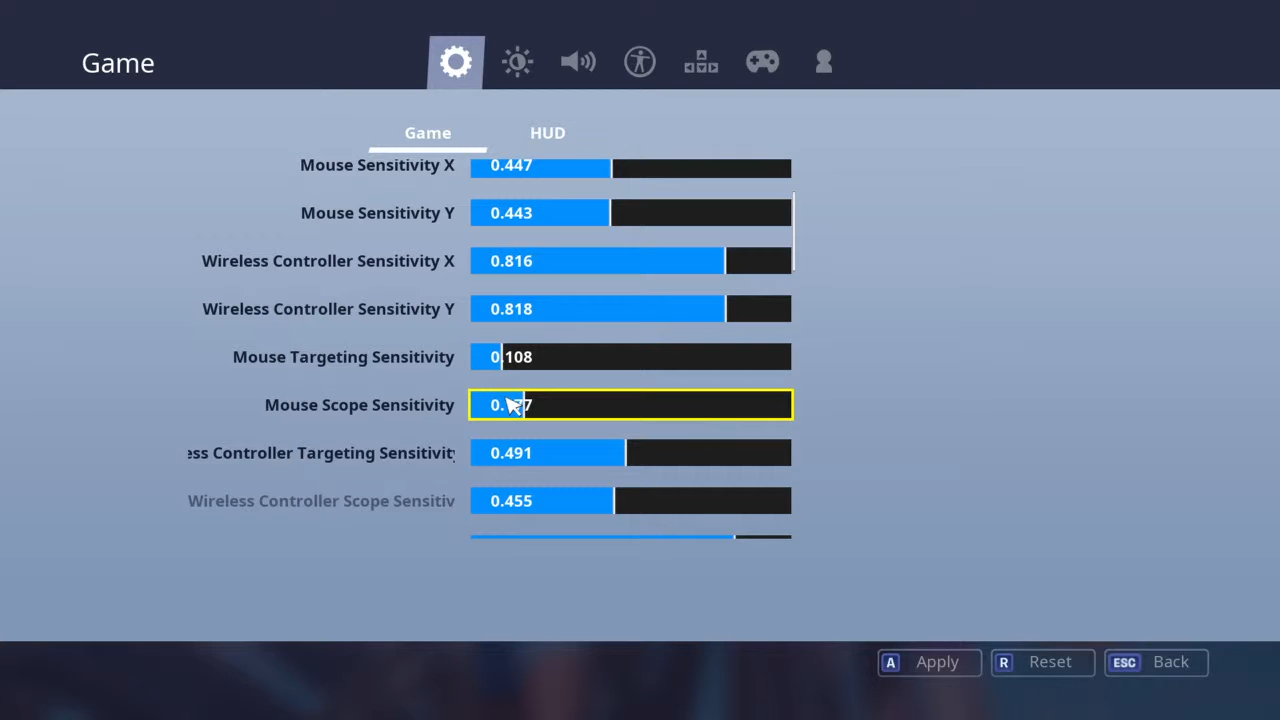 Game
Game HUD
Mouse Sensitivity X 0.447
Mouse Sensitivity Y 0.443
Wireless Controller Sensitivity X 0.816
Wireless Controller Sensitivity Y 0.818
Mouse Targeting Sensitivity 0.108
Mouse Scope Sensitivity
ess Controller Targeting Sensitivity 0.491
Wireless Controller Scope Sensitiv 0.455
A Apply R Reset ESC Back